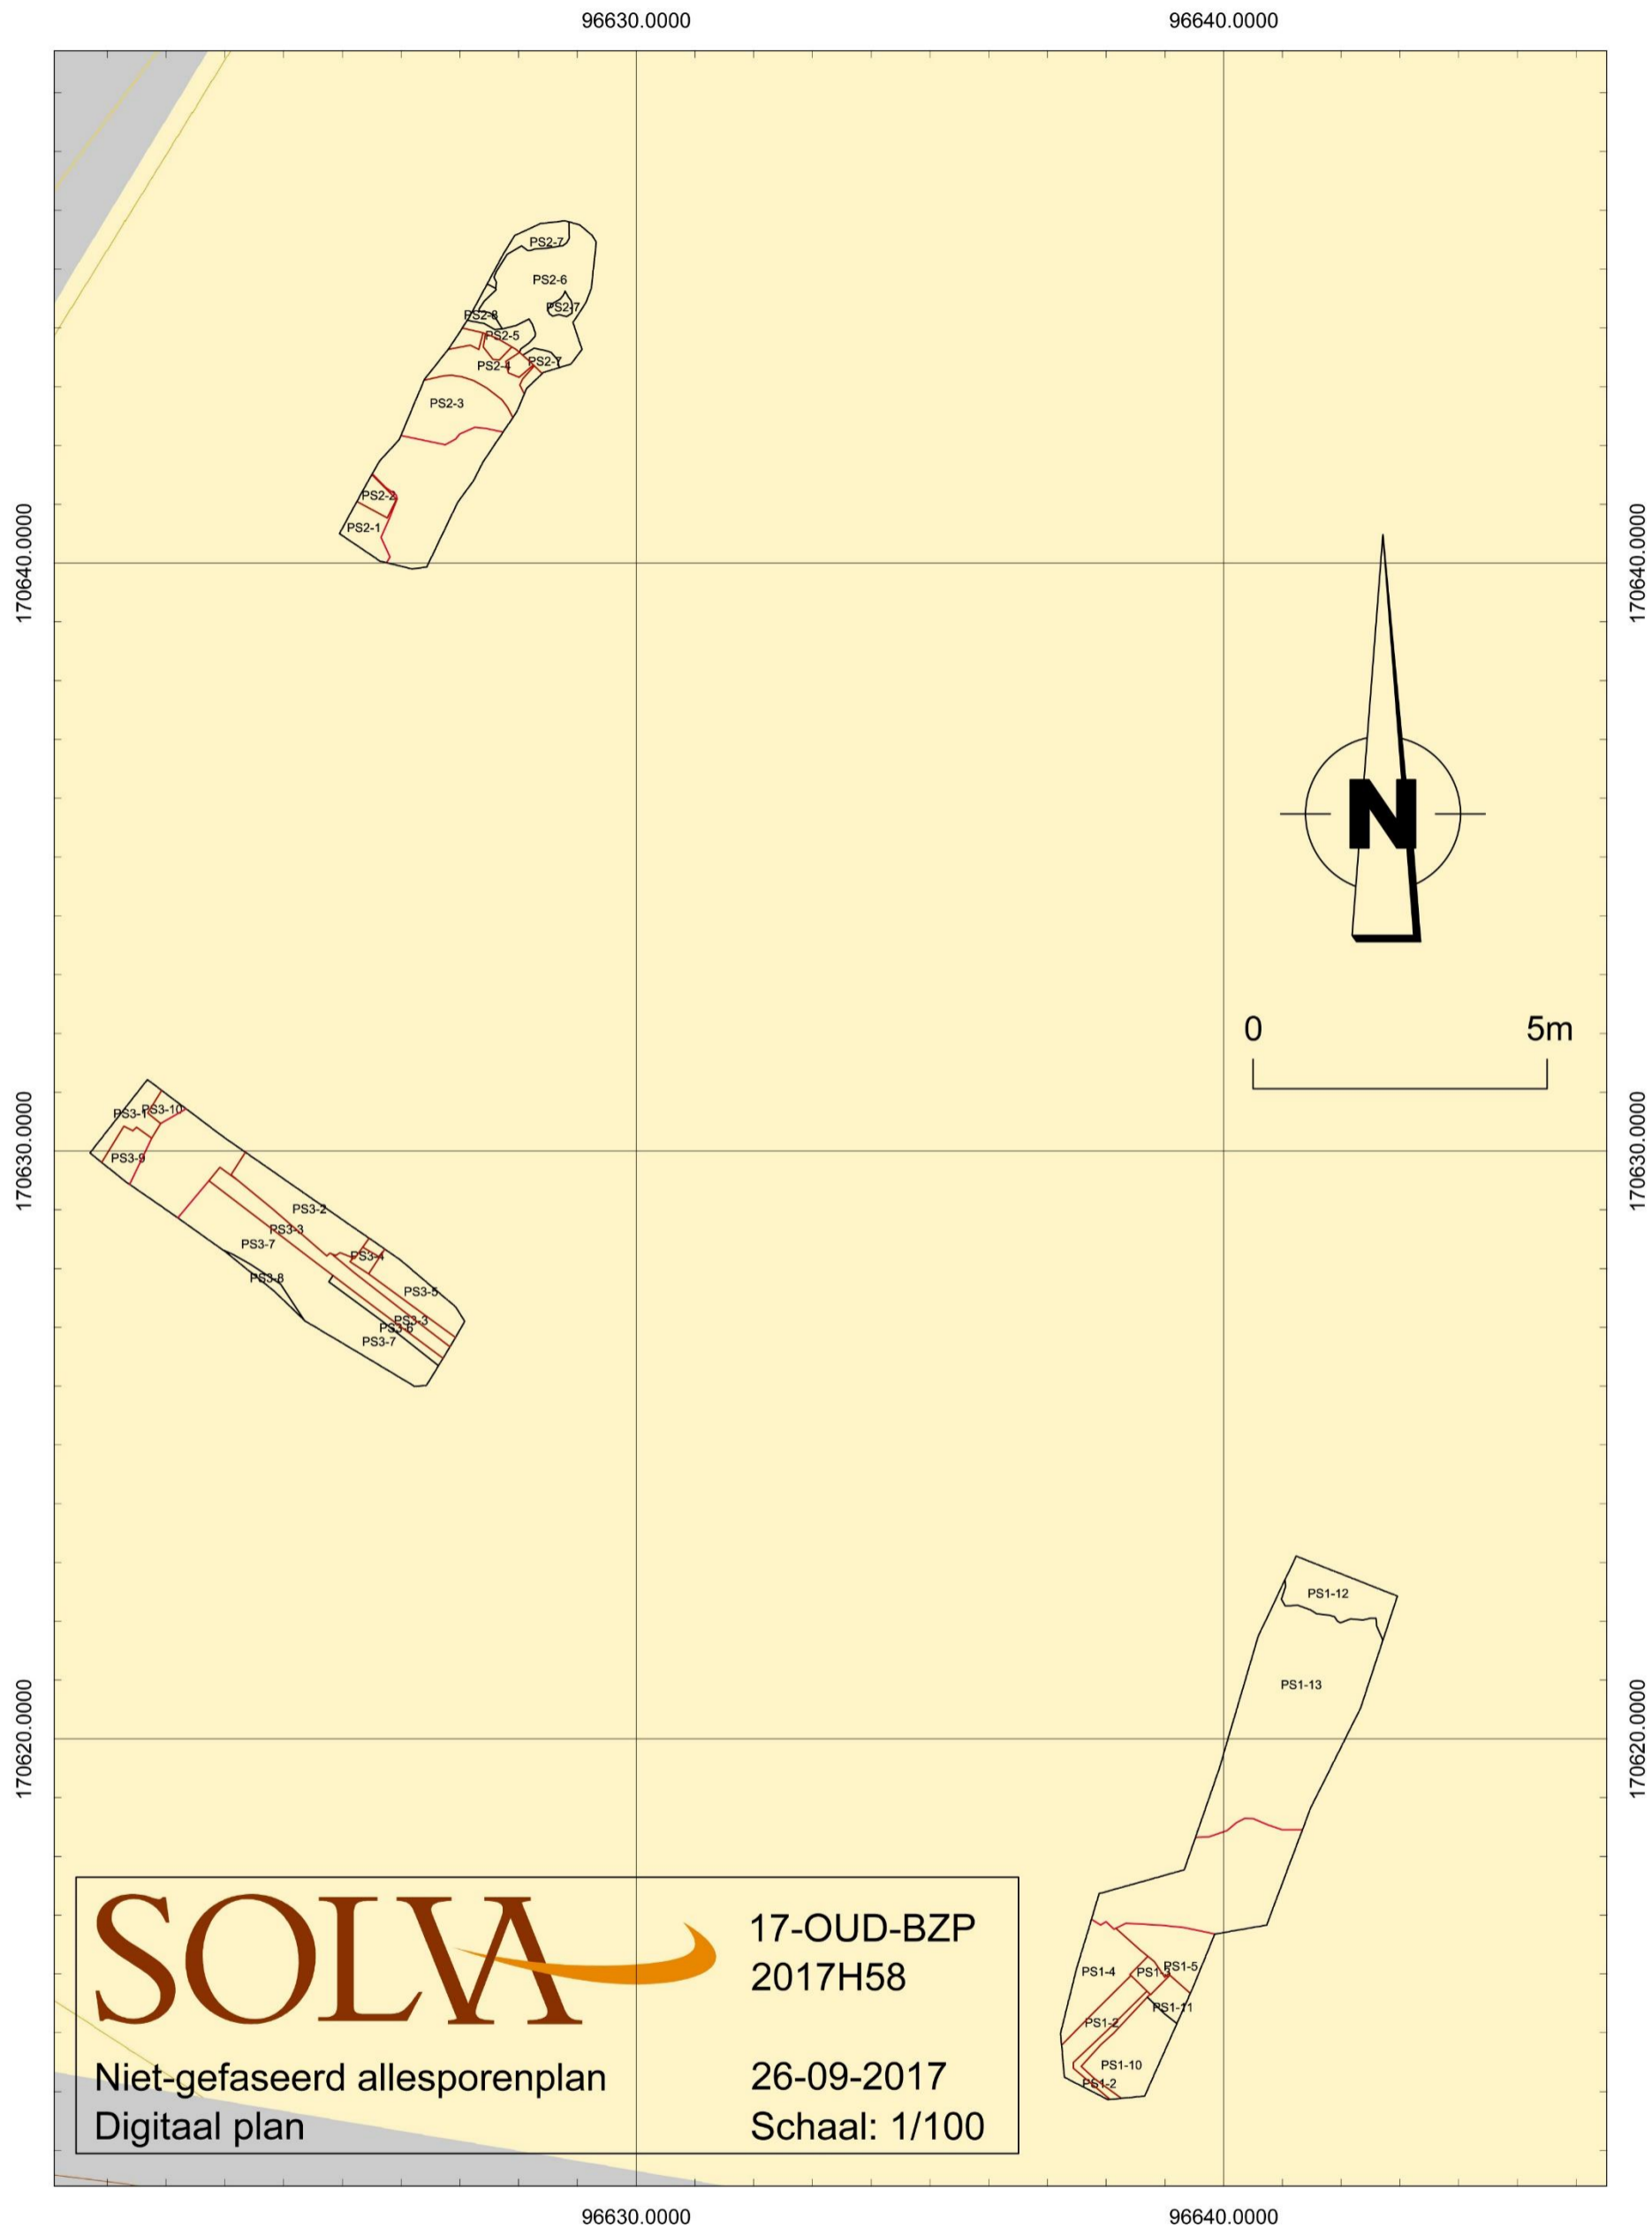 96630.0000 96640.0000
PS2-7
PS2-6
PS2-7
PS2-8
PS2-5
PS2-7
PS2-4
PS2-3
PS2-2
PS2-1
170640.0000 170640.0000
N
0 5m
PS3-1 PS3-10
PS3-9
170630.0000 170630.0000
PS3-2
PS3-3
PS3-7
PS3-4
PS3-8
PS3-5
PS3-3
PS3-6
PS3-7
PS1-12
PS1-13
170620.0000 170620.0000
PS1-5
PS1-4
PS1-11
PS1-2
PS1-10
PS1-2
SOLVA
17-OUD-BZP
2017H58
Niet-gefaseerd allesporenplan
Digitaal plan
26-09-2017
Schaal: 1/100
96630.0000 96640.0000